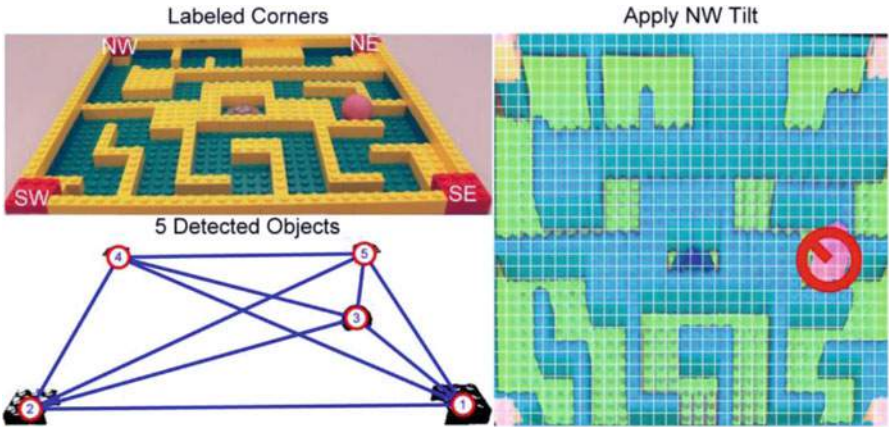 Labeled Corners
NW
NE
SW
SE
5 Detected Objects
4
5
3
2
1
Apply NW Tilt